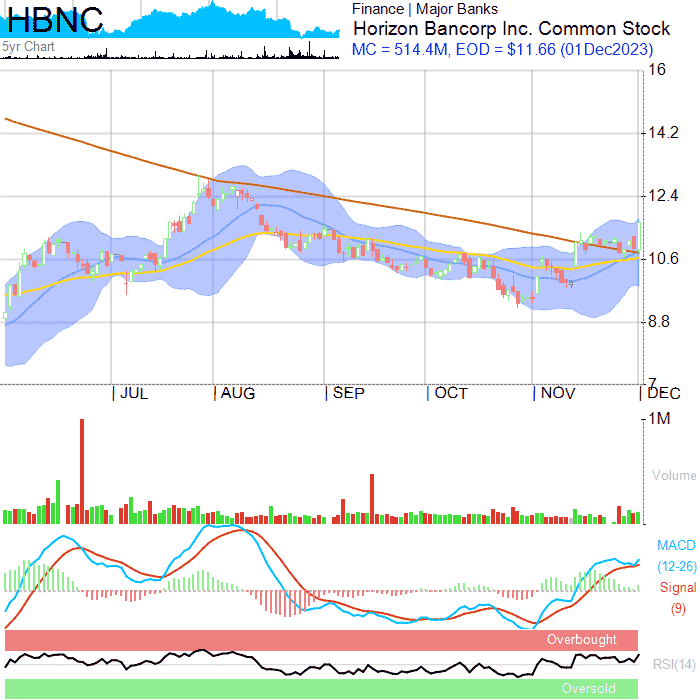 HBNC
5yr Chart
Finance | Major Banks
Horizon Bancorp Inc. Common Stock
MC = 514.4M, EOD = $11.66 (01Dec2023)
16
14.2
12.4
10.6
8.8
7
| JUL | AUG | SEP | OCT | NOV | DEC
1M
Volume
MACD
(12-26)
Signal
(9)
Overbought
RSI(14)
Oversold